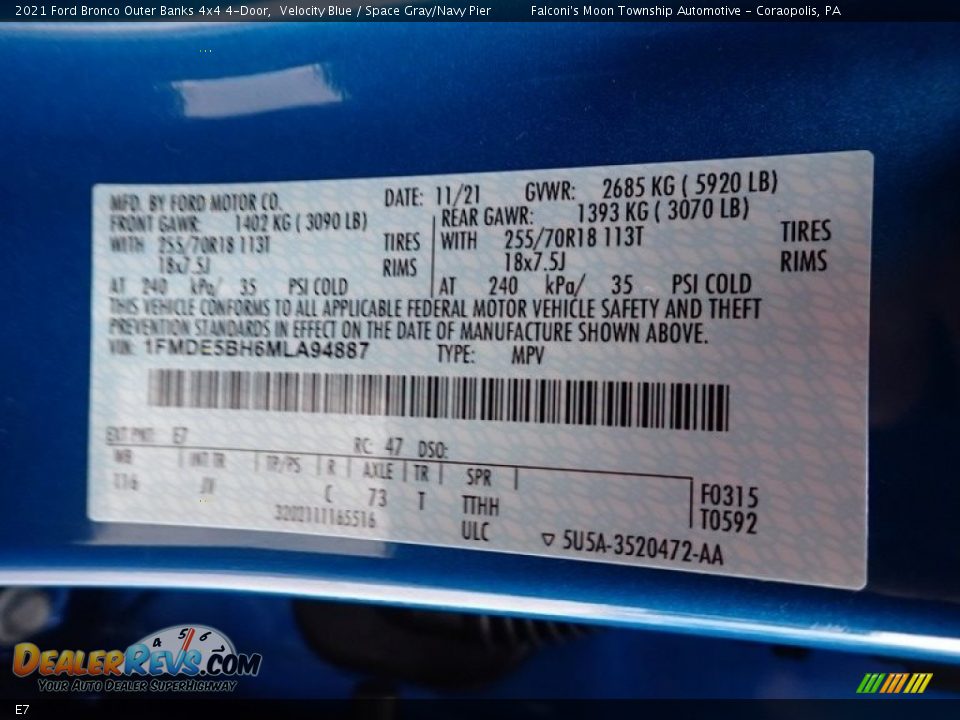 2021 Ford Bronco Outer Banks 4x4 4-Door, Velocity Blue / Space Gray/Navy Pier Falconi's Moon Township Automotive - Coraopolis, PA
MFD. BY FORD MOTOR CO. DATE: 11/21 GVWR: 2685 KG ( 5920 LB)
FRONT GAWR: 1402 KG ( 3090 LB) REAR GAWR: 1393 KG ( 3070 LB)
WITH 255/70R18 113T TIRES WITH 255/70R18 113T TIRES
18x7.5J RIMS 18x7.5J RIMS
AT 240 kPa/ 35 PSI COLD AT 240 kPa/ 35 PSI COLD
THIS VEHICLE CONFORMS TO ALL APPLICABLE FEDERAL MOTOR VEHICLE SAFETY AND THEFT
PREVENTION STANDARDS IN EFFECT ON THE DATE OF MANUFACTURE SHOWN ABOVE.
VIN: 1FMDE5BH6MLA94887 TYPE: MPV
EXT PNT: E7 RC: 47 DSO:
WB INT TR TP/PS R AXLE TR SPR
116 C 73 T TTHH F0315
3202111165516 ULC T0592
▽ 5U5A-3520472-AA
DEALERREVS.COM
YOUR AUTO DEALER SUPERHIGHWAY
4 5 6
E7